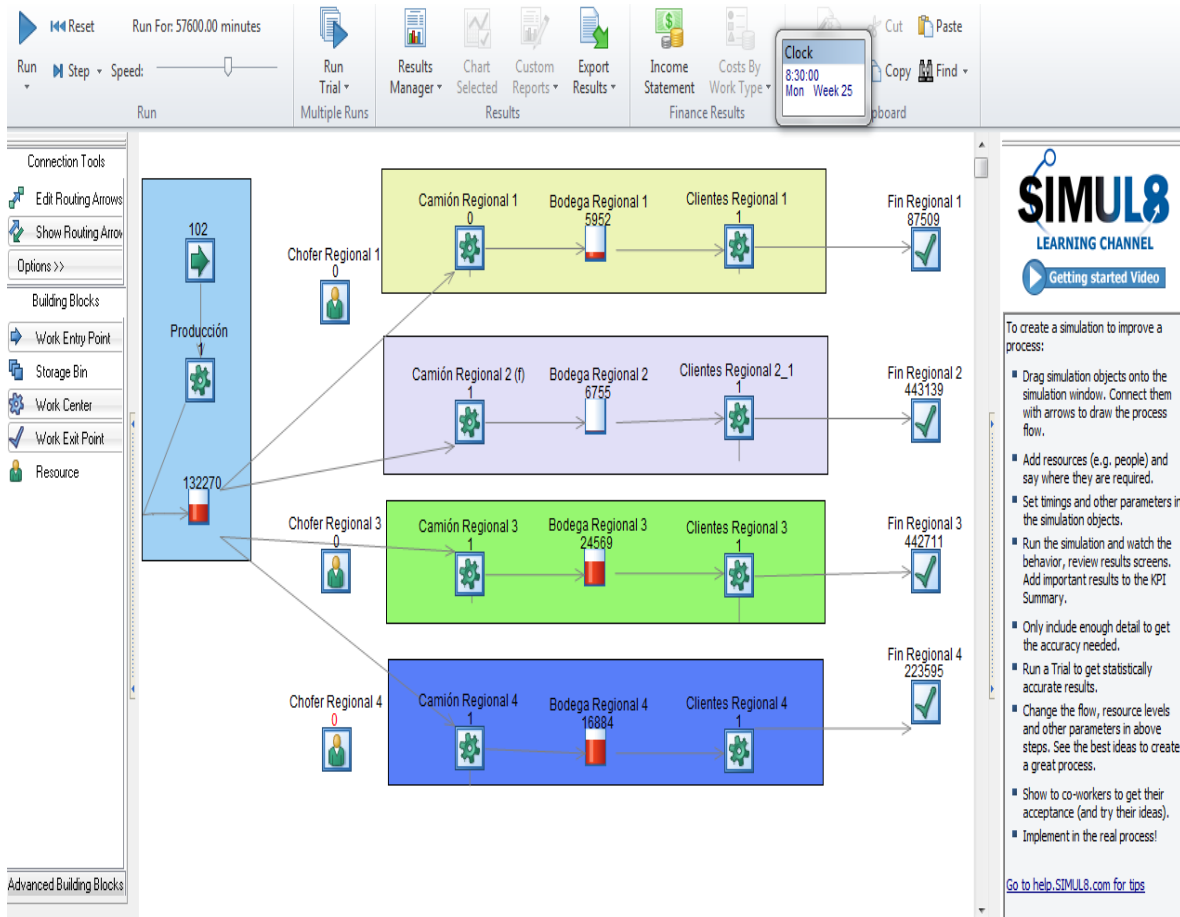 Reset
Run For: 57600.00 minutes
Run
Step
Speed:
Run
Run
Trial
Multiple Runs
Results
Manager
Chart
Selected
Custom
Reports
Export
Results
Results
Income
Statement
Costs By
Work Type
Finance Results
Clock
8:30:00
Mon Week 25
Cut
Paste
Copy
Find
pboard
Connection Tools
Edit Routing Arrows
Show Routing Arrow
Options >>
Building Blocks
Work Entry Point
Storage Bin
Work Center
Work Exit Point
Resource
Advanced Building Blocks
102
Producción
1
132270
Chofer Regional 1
0
Camión Regional 1
0
Bodega Regional 1
5952
Clientes Regional 1
1
Fin Regional 1
87509
Camión Regional 2 (f)
1
Bodega Regional 2
6755
Clientes Regional 2_1
1
Fin Regional 2
443139
Chofer Regional 3
0
Camión Regional 3
1
Bodega Regional 3
24569
Clientes Regional 3
1
Fin Regional 3
442711
Chofer Regional 4
0
Camión Regional 4
1
Bodega Regional 4
16884
Clientes Regional 4
1
Fin Regional 4
223595
SIMUL8
LEARNING CHANNEL
Getting started Video
To create a simulation to improve a
process:
Drag simulation objects onto the
simulation window. Connect them
with arrows to draw the process
flow.
Add resources (e.g. people) and
say where they are required.
Set timings and other parameters in
the simulation objects.
Run the simulation and watch the
behavior, review results screens.
Add important results to the KPI
Summary.
Only include enough detail to get
the accuracy needed.
Run a Trial to get statistically
accurate results.
Change the flow, resource levels
and other parameters in above
steps. See the best ideas to create
a great process.
Show to co-workers to get their
acceptance (and try their ideas).
Implement in the real process!
Go to help.SIMUL8.com for tips